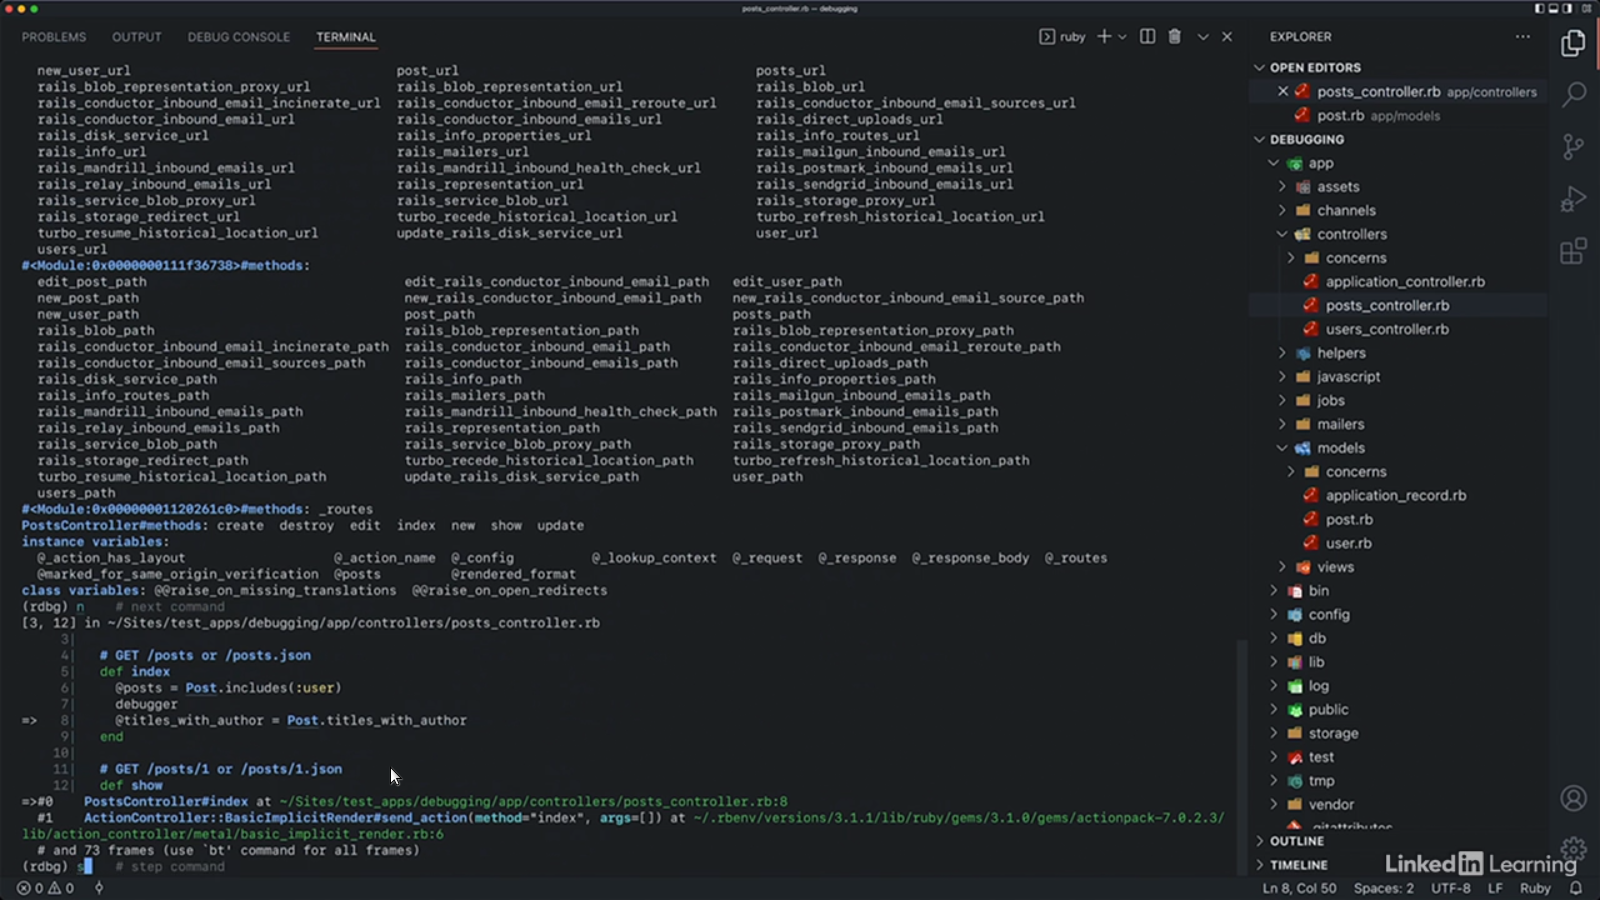 posts_controller.rb — debugging
PROBLEMS OUTPUT DEBUG CONSOLE TERMINAL
ruby
new_user_url post_url posts_url
rails_blob_representation_proxy_url rails_blob_representation_url rails_blob_url
rails_conductor_inbound_email_incinerate_url rails_conductor_inbound_email_reroute_url rails_conductor_inbound_email_sources_url
rails_conductor_inbound_email_url rails_conductor_inbound_emails_url rails_direct_uploads_url
rails_disk_service_url rails_info_properties_url rails_info_routes_url
rails_info_url rails_mailers_url rails_mailgun_inbound_emails_url
rails_mandrill_inbound_emails_url rails_mandrill_inbound_health_check_url rails_postmark_inbound_emails_url
rails_relay_inbound_emails_url rails_representation_url rails_sendgrid_inbound_emails_url
rails_service_blob_proxy_url rails_service_blob_url rails_storage_proxy_url
rails_storage_redirect_url turbo_recede_historical_location_url turbo_refresh_historical_location_url
turbo_resume_historical_location_url update_rails_disk_service_url user_url
users_url
#<Module:0x0000000111f36738>#methods:
edit_post_path edit_rails_conductor_inbound_email_path edit_user_path
new_post_path new_rails_conductor_inbound_email_path new_rails_conductor_inbound_email_source_path
new_user_path post_path posts_path
rails_blob_path rails_blob_representation_path rails_blob_representation_proxy_path
rails_conductor_inbound_email_incinerate_path rails_conductor_inbound_email_path rails_conductor_inbound_email_reroute_path
rails_conductor_inbound_email_sources_path rails_conductor_inbound_emails_path rails_direct_uploads_path
rails_disk_service_path rails_info_path rails_info_properties_path
rails_info_routes_path rails_mailers_path rails_mailgun_inbound_emails_path
rails_mandrill_inbound_emails_path rails_mandrill_inbound_health_check_path rails_postmark_inbound_emails_path
rails_relay_inbound_emails_path rails_representation_path rails_sendgrid_inbound_emails_path
rails_service_blob_path rails_service_blob_proxy_path rails_storage_proxy_path
rails_storage_redirect_path turbo_recede_historical_location_path turbo_refresh_historical_location_path
turbo_resume_historical_location_path update_rails_disk_service_path user_path
users_path
#<Module:0x00000001120261c0>#methods: _routes
PostsController#methods: create destroy edit index new show update
instance variables:
@_action_has_layout @_action_name @_config @_lookup_context @_request @_response @_response_body @_routes
@marked_for_same_origin_verification @posts @rendered_format
class variables: @@raise_on_missing_translations @@raise_on_open_redirects
(rdbg) n # next command
[3, 12] in ~/Sites/test_apps/debugging/app/controllers/posts_controller.rb
3|
4| # GET /posts or /posts.json
5| def index
6| @posts = Post.includes(:user)
7| debugger
=> 8| @titles_with_author = Post.titles_with_author
9| end
10|
11| # GET /posts/1 or /posts/1.json
12| def show
=>#0 PostsController#index at ~/Sites/test_apps/debugging/app/controllers/posts_controller.rb:8
#1 ActionController::BasicImplicitRender#send_action(method="index", args=[]) at ~/.rbenv/versions/3.1.1/lib/ruby/gems/3.1.0/gems/actionpack-7.0.2.3/
lib/action_controller/metal/basic_implicit_render.rb:6
# and 73 frames (use `bt' command for all frames)
(rdbg) s # step command
0 0
EXPLORER
OPEN EDITORS
posts_controller.rb app/controllers
post.rb app/models
DEBUGGING
app
assets
channels
controllers
concerns
application_controller.rb
posts_controller.rb
users_controller.rb
helpers
javascript
jobs
mailers
models
concerns
application_record.rb
post.rb
user.rb
views
bin
config
db
lib
log
public
storage
test
tmp
vendor
.gitattributes
OUTLINE
TIMELINE
LinkedIn Learning
Ln 8, Col 50 Spaces: 2 UTF-8 LF Ruby